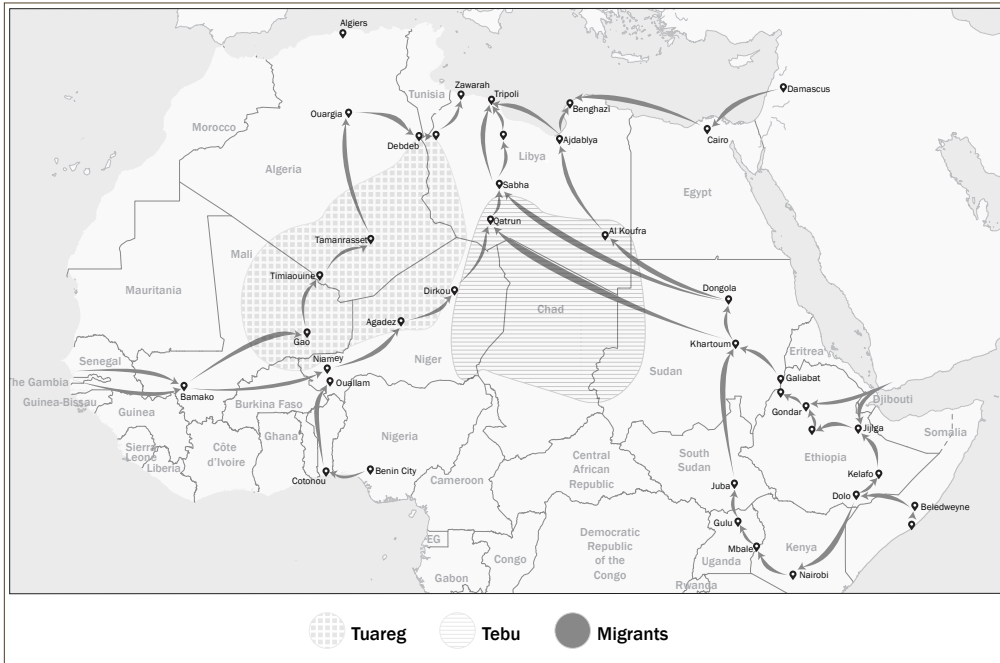 Algiers
Zawarah
Tripoli
Tunisia
Damascus
Benghazi
Ouargla
Morocco
Debdeb
Ajdablya
Cairo
Libya
Algeria
Sabha
Egypt
Qatrun
Al Koufra
Tamanrasset
Mali
Timiaouine
Mauritania
Dirkou
Dongola
Chad
Agadez
Gao
Khartoum
Eritrea
Senegal
Niamey
Niger
Sudan
The Gambia
Ouallam
Galiabat
Bamako
Djibouti
Guinea-Bissau
Burkina Faso
Guinea
Gondar
Jijiga
Somalia
Ghana
Nigeria
Sierra
Leone
Côte
d'Ivoire
Liberia
Central
African
Republic
South
Sudan
Ethiopia
Benin City
Cotohou
Cameroon
Kelafo
Juba
Dolo
Beledweyne
Gulu
EG
Democratic
Republic
of the
Congo
Mbale
Kenya
Congo
Uganda
Gabon
Rwanda
Nairobi
Tuareg
Tebu
Migrants